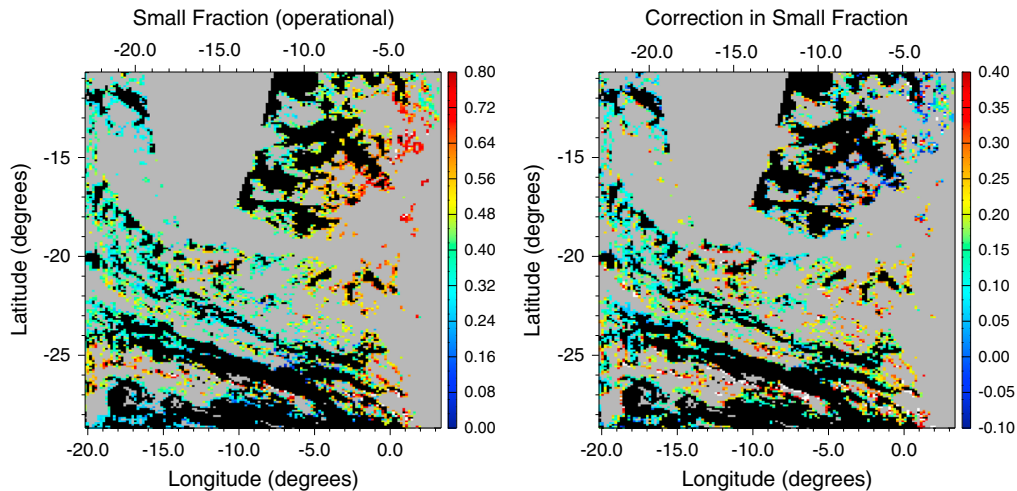 Small Fraction (operational)
-20.0 -15.0 -10.0 -5.0
0.80
0.72
0.64
0.56
0.48
0.40
0.32
0.24
0.16
0.08
0.00
-15
-20
-25
Latitude (degrees)
-20.0 -15.0 -10.0 -5.0 0.0
Longitude (degrees)
Correction in Small Fraction
-20.0 -15.0 -10.0 -5.0
0.40
0.35
0.30
0.25
0.20
0.15
0.10
0.05
0.00
-0.05
-0.10
-15
-20
-25
Latitude (degrees)
-20.0 -15.0 -10.0 -5.0 0.0
Longitude (degrees)